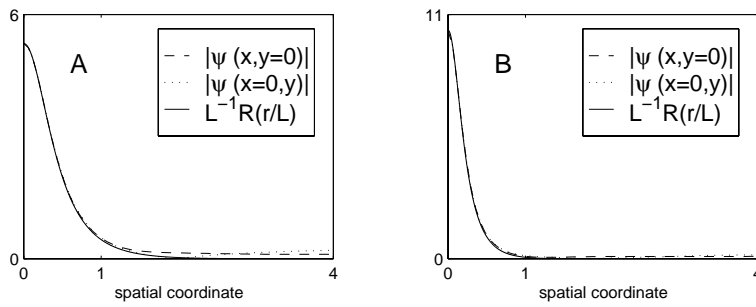 6
A
|ψ (x,y=0)|
|ψ (x=0,y)|
L⁻¹R(r/L)
0
0 1 4
spatial coordinate
11
B
|ψ (x,y=0)|
|ψ (x=0,y)|
L⁻¹R(r/L)
0
0 1 4
spatial coordinate